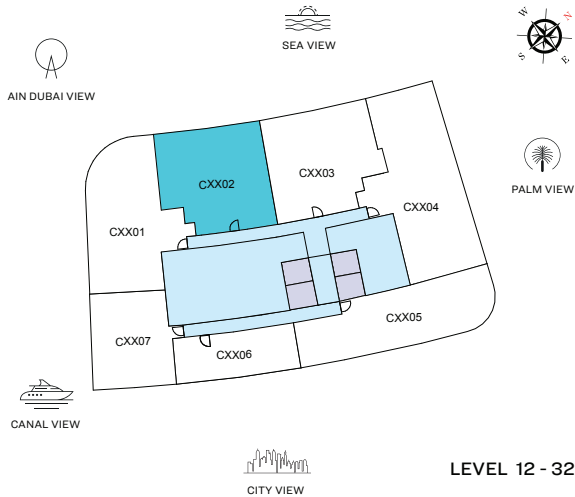 W
N
S
E
SEA VIEW
AIN DUBAI VIEW
PALM VIEW
CXX02
CXX03
CXX01
CXX04
CXX05
CXX07
CXX06
CANAL VIEW
CITY VIEW
LEVEL 12 - 32